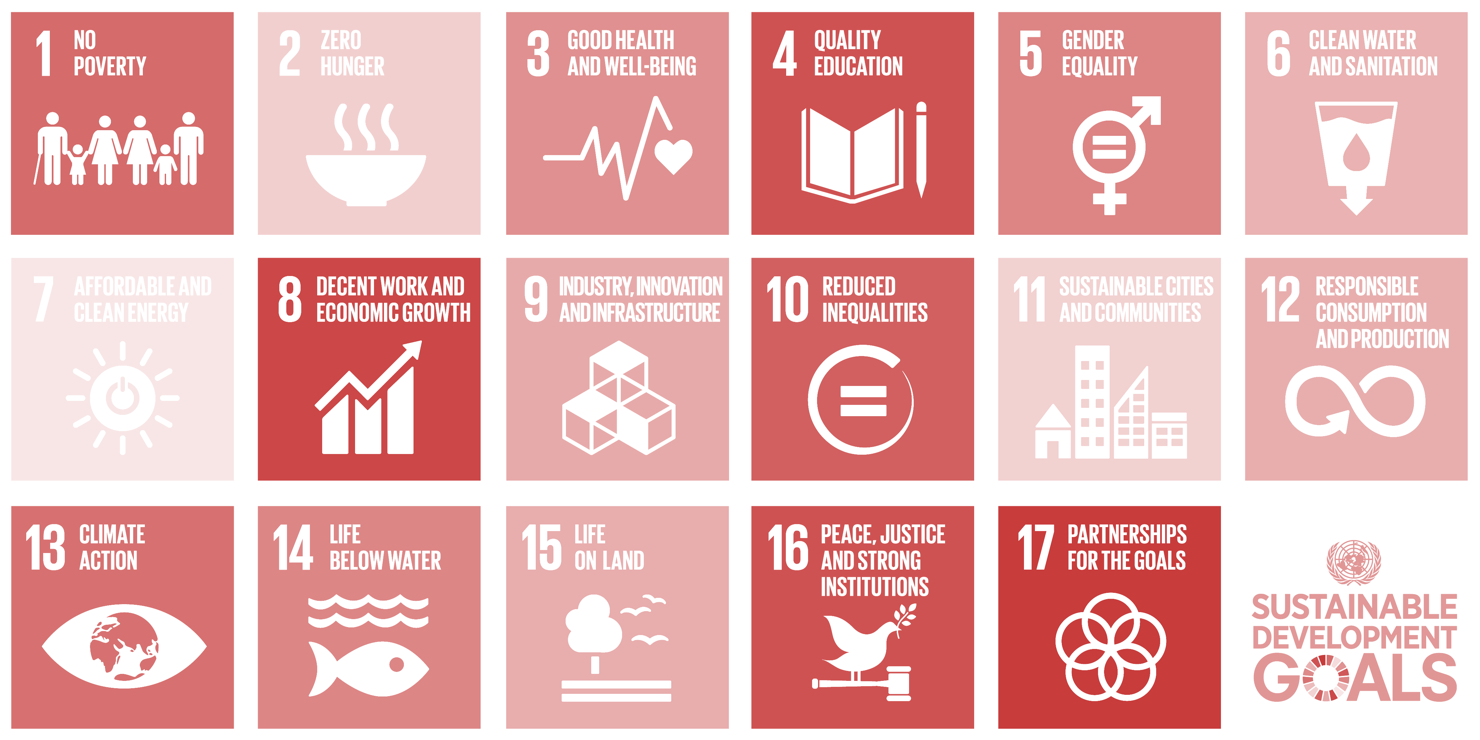 1 NO
POVERTY
2 ZERO
HUNGER
3 GOOD HEALTH
AND WELL-BEING
4 QUALITY
EDUCATION
5 GENDER
EQUALITY
6 CLEAN WATER
AND SANITATION
7 AFFORDABLE AND
CLEAN ENERGY
8 DECENT WORK AND
ECONOMIC GROWTH
9 INDUSTRY, INNOVATION
AND INFRASTRUCTURE
10 REDUCED
INEQUALITIES
11 SUSTAINABLE CITIES
AND COMMUNITIES
12 RESPONSIBLE
CONSUMPTION
AND PRODUCTION
13 CLIMATE
ACTION
14 LIFE
BELOW WATER
15 LIFE
ON LAND
16 PEACE, JUSTICE
AND STRONG
INSTITUTIONS
17 PARTNERSHIPS
FOR THE GOALS
SUSTAINABLE
DEVELOPMENT
GOALS